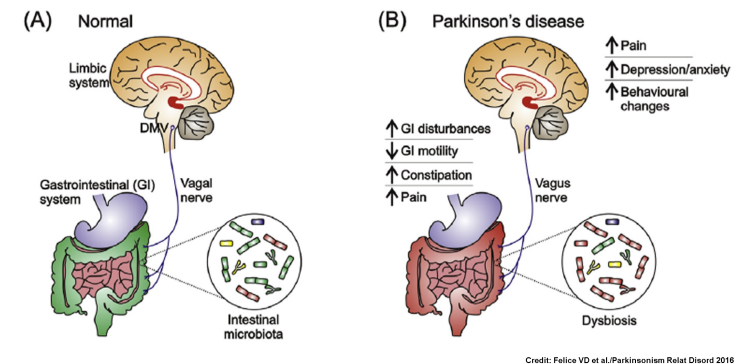 (A) Normal
Limbic
system
DMV
Gastrointestinal (GI)
system
Vagal
nerve
Intestinal
microbiota
(B) Parkinson's disease
↑ Pain
↑ Depression/anxiety
↑ Behavioural
changes
↑ GI disturbances
↓ GI motility
↑ Constipation
↑ Pain
Vagus
nerve
Dysbiosis
Credit: Felice VD et al./Parkinsonism Relat Disord 2016